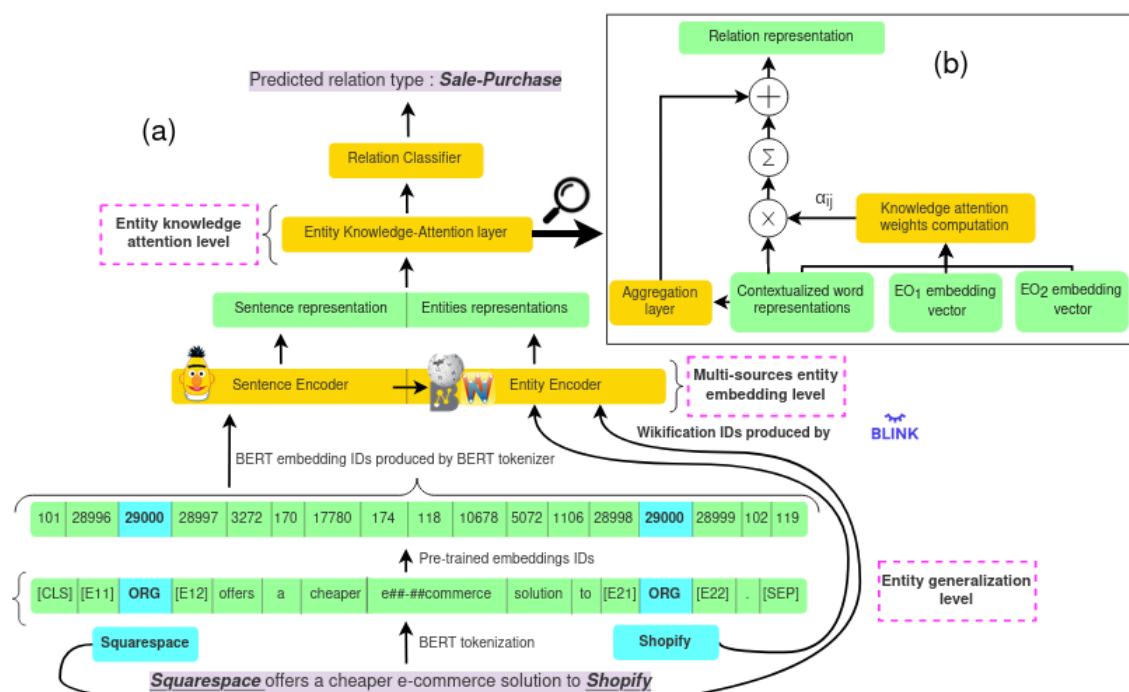 Relation representation
(b)
Predicted relation type : Sale-Purchase
(a)
+
Σ
×
αij
Relation Classifier
Entity knowledge
attention level
Entity Knowledge-Attention layer
Knowledge attention
weights computation
Aggregation
layer
Contextualized word
representations
EO1 embedding
vector
EO2 embedding
vector
Sentence representation
Entities representations
Sentence Encoder
Entity Encoder
Multi-sources entity
embedding level
Wikification IDs produced by
BLINK
BERT embedding IDs produced by BERT tokenizer
101 28996 29000 28997 3272 170 17780 174 118 10678 5072 1106 28998 29000 28999 102 119
Pre-trained embeddings IDs
Entity generalization
level
[CLS] [E11] ORG [E12] offers a cheaper e##-##commerce solution to [E21] ORG [E22] . [SEP]
Squarespace
BERT tokenization
Shopify
Squarespace offers a cheaper e-commerce solution to Shopify